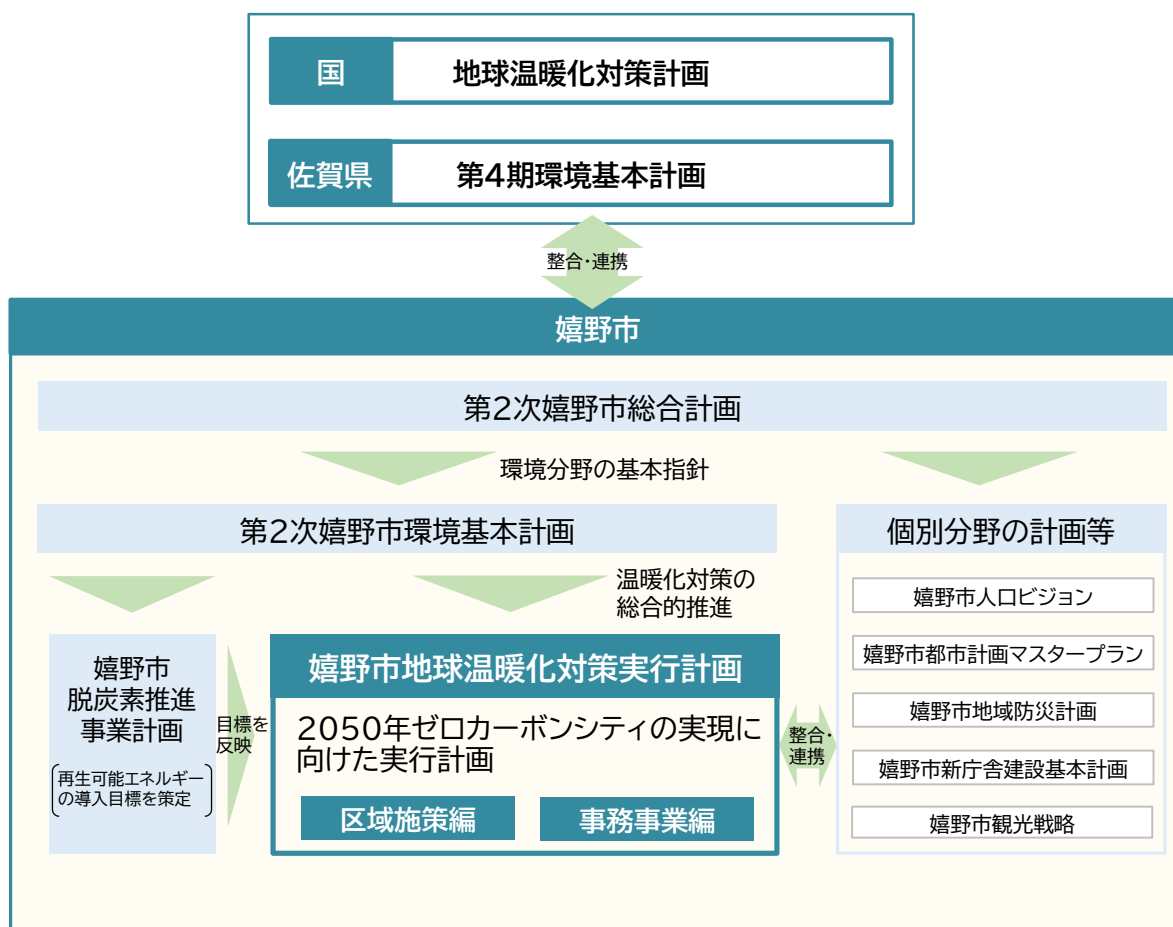 国
地球温暖化対策計画
佐賀県
第4期環境基本計画
整合・連携
嬉野市
第2次嬉野市総合計画
環境分野の基本指針
第2次嬉野市環境基本計画
個別分野の計画等
温暖化対策の
総合的推進
嬉野市
脱炭素推進
事業計画
再生可能エネルギー
の導入目標を策定
目標を
反映
嬉野市地球温暖化対策実行計画
2050年ゼロカーボンシティの実現に
向けた実行計画
区域施策編
事務事業編
整合・
連携
嬉野市人口ビジョン
嬉野市都市計画マスタープラン
嬉野市地域防災計画
嬉野市新庁舎建設基本計画
嬉野市観光戦略